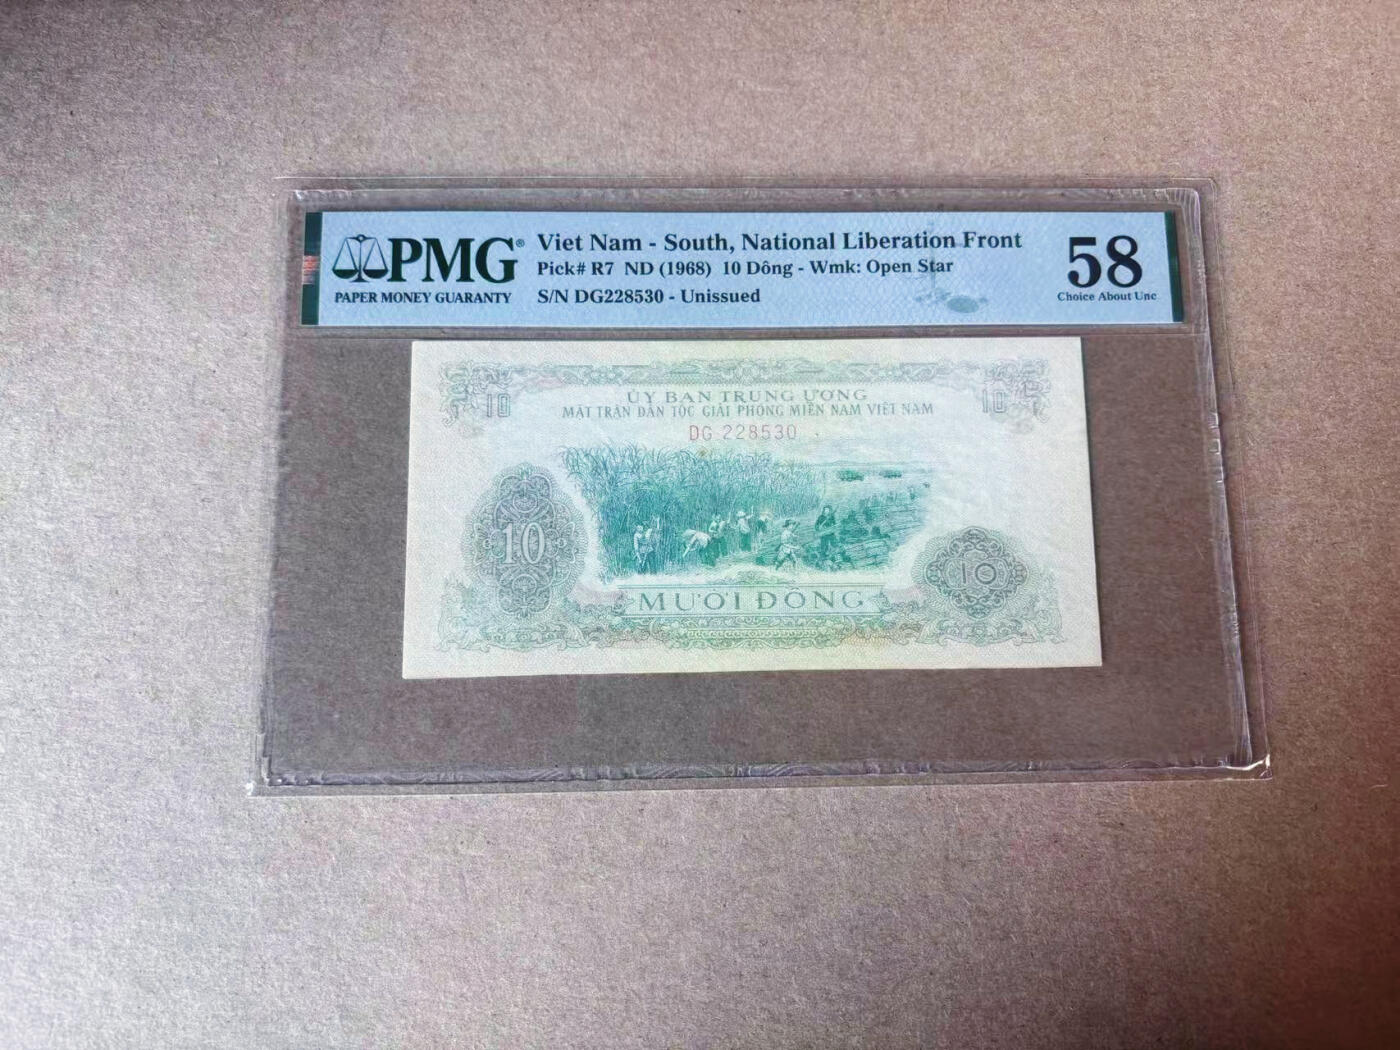 PMG®
PAPER MONEY GUARANTY
Viet Nam - South, National Liberation Front
Pick# R7 ND (1968) 10 Dông - Wmk: Open Star
S/N DG228530 - Unissued
58
Choice About Unc
10
10
ỦY BAN TRUNG ƯƠNG
MẶT TRẬN DÂN TỘC GIẢI PHÓNG MIỀN NAM VIỆT NAM
DG 228530
10
10
MƯỜI ĐỒNG